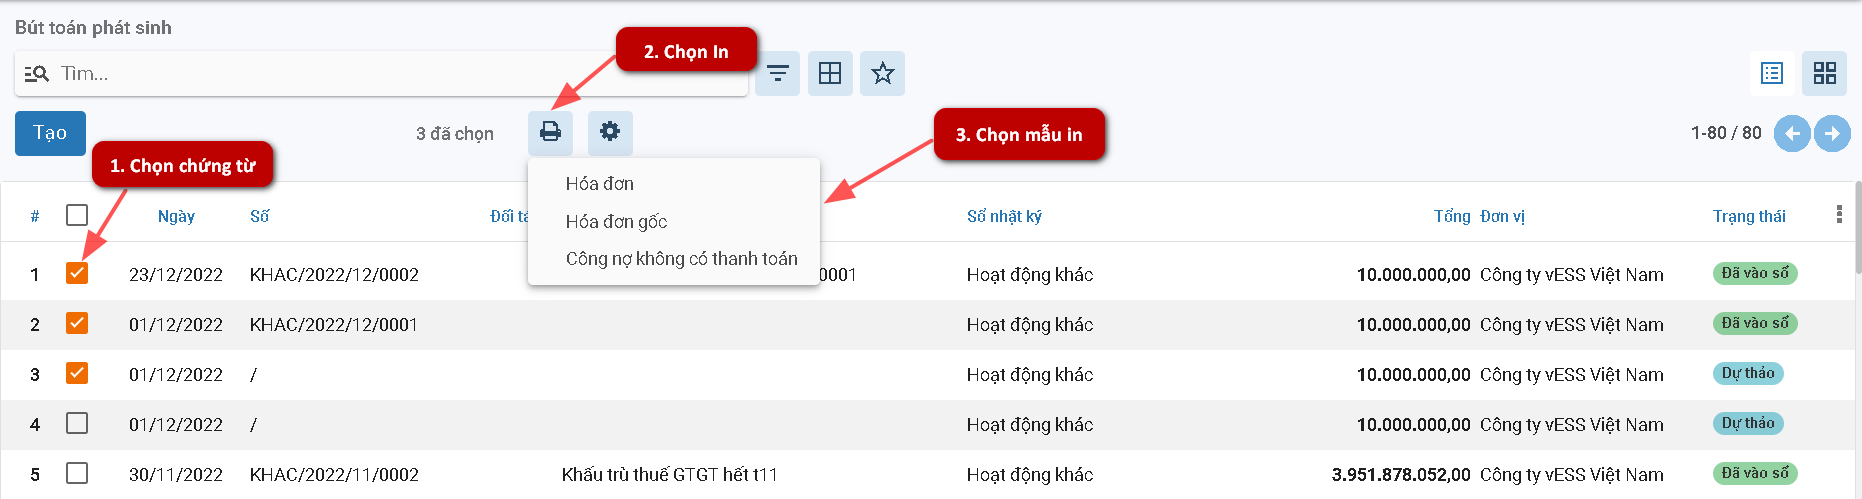 Bút toán phát sinh
Tìm...
2. Chọn In
Tạo
3 đã chọn
3. Chọn mẫu in
1-80 / 80
1. Chọn chứng từ
Hóa đơn
Hóa đơn gốc
Công nợ không có thanh toán
# Ngày Số Đối tá Sổ nhật ký Tổng Đơn vị Trạng thái
1 23/12/2022 KHAC/2022/12/0002 /0001 Hoạt động khác 10.000.000,00 Công ty vESS Việt Nam Đã vào sổ
2 01/12/2022 KHAC/2022/12/0001 Hoạt động khác 10.000.000,00 Công ty vESS Việt Nam Đã vào sổ
3 01/12/2022 / Hoạt động khác 10.000.000,00 Công ty vESS Việt Nam Dự thảo
4 01/12/2022 / Hoạt động khác 10.000.000,00 Công ty vESS Việt Nam Dự thảo
5 30/11/2022 KHAC/2022/11/0002 Khấu trừ thuế GTGT hết t11 Hoạt động khác 3.951.878.052,00 Công ty vESS Việt Nam Đã vào sổ